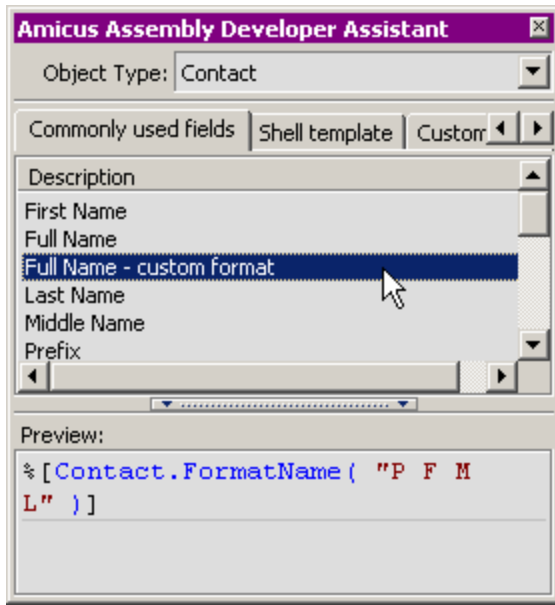 Amicus Assembly Developer Assistant
Object Type: Contact
Commonly used fields Shell template Custom
Description
First Name
Full Name
Full Name - custom format
Last Name
Middle Name
Prefix
Preview:
%[Contact.FormatName( "P F M
L" )]